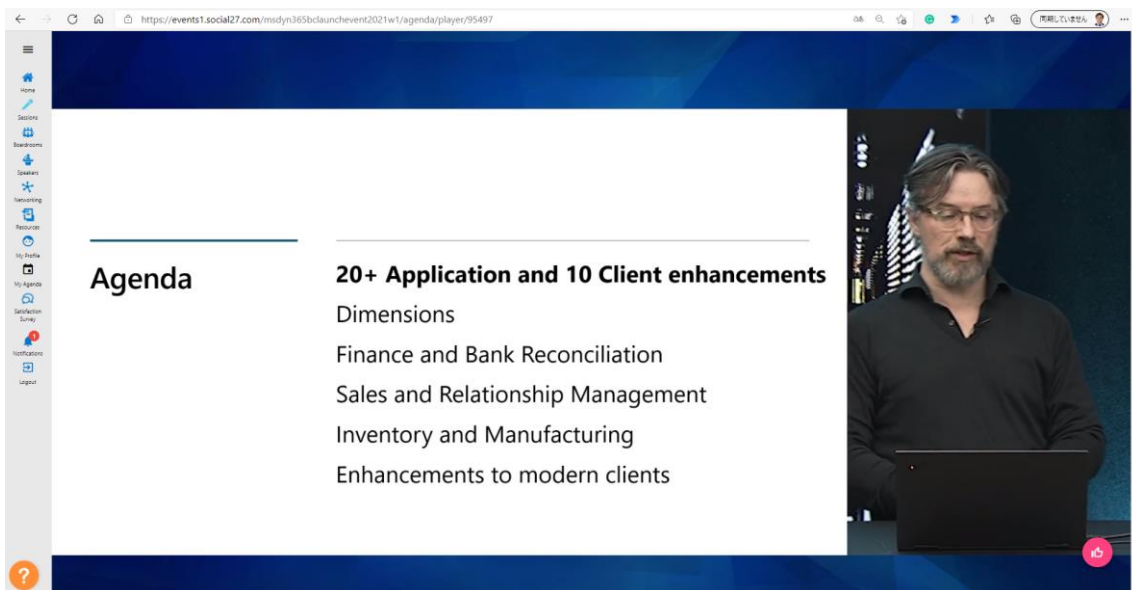 https://events1.social27.com/msdyn365bclaunchevent2021w1/agenda/player/95497
同期していません
Home
Sessions
Boardrooms
Speakers
Networking
Resources
My Profile
My Agenda
Satisfaction
Survey
1
Notifications
Logout
?
Agenda
20+ Application and 10 Client enhancements
Dimensions
Finance and Bank Reconciliation
Sales and Relationship Management
Inventory and Manufacturing
Enhancements to modern clients